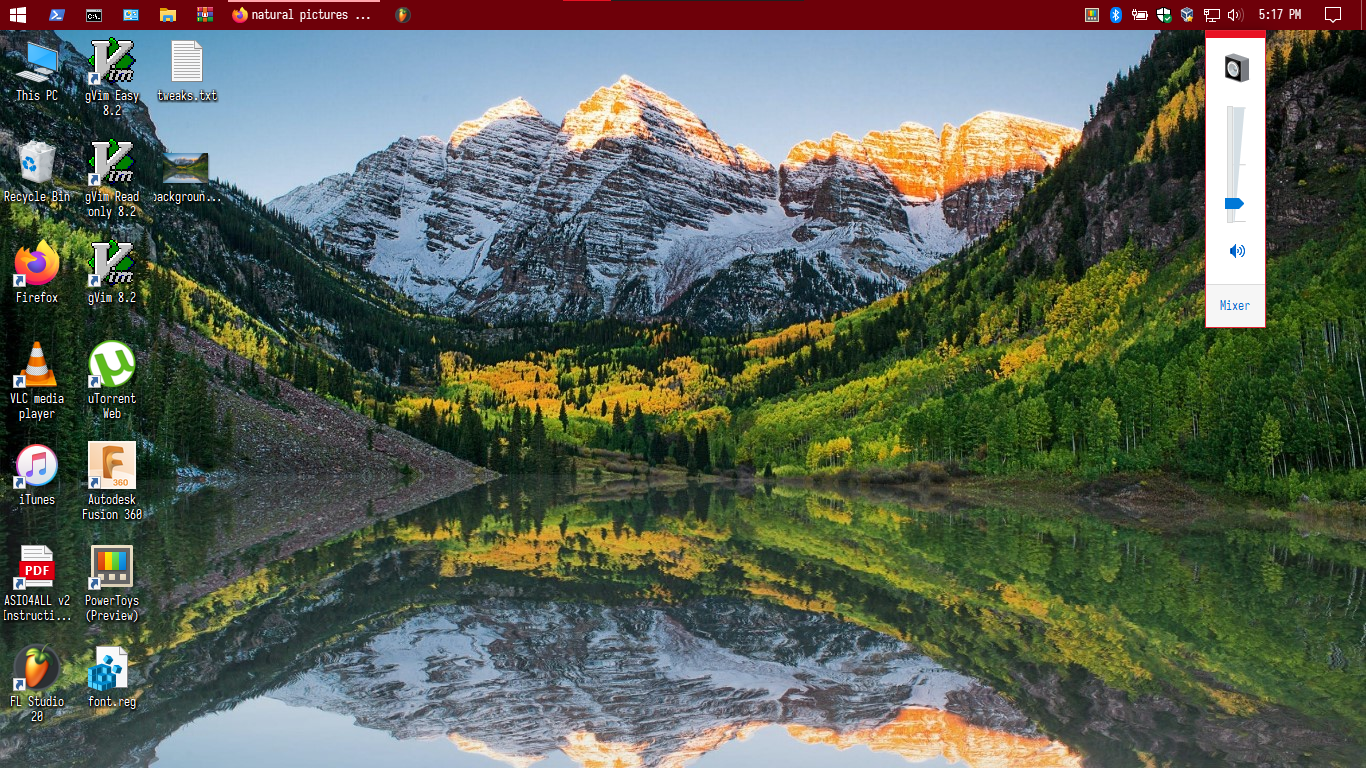 natural pictures ...
5:17 PM
This PC
gVim Easy
8.2
tweaks.txt
Recycle Bin
gVim Read
only 8.2
backgroun...
Firefox
gVim 8.2
VLC media
player
uTorrent
Web
iTunes
Autodesk
Fusion 360
360
PDF
ASIO4ALL v2
Instructi...
PowerToys
(Preview)
FL Studio
20
font.reg
Mixer